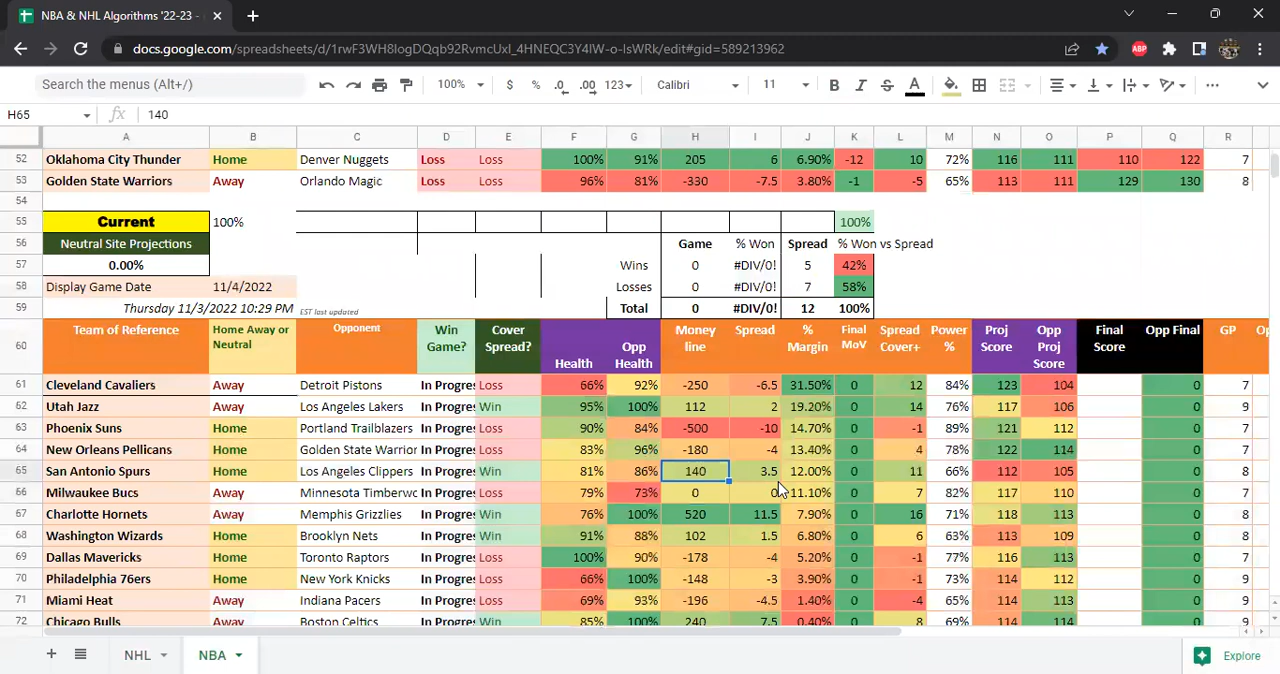 NBA & NHL Algorithms '22-23 -
docs.google.com/spreadsheets/d/1rwF3WH8IogDQqb92RvmcUxI_4HNEQC3Y4IW-o-IsWRk/edit#gid=589213962
ABP
Search the menus (Alt+/) 100% $ % .0 .00 123 Calibri 11 B I S A
H65 fx 140
A B C D E F G H I J K L M N O P Q R
52 Oklahoma City Thunder Home Denver Nuggets Loss Loss 100% 91% 205 6 6.90% -12 10 72% 116 111 110 122 7
53 Golden State Warriors Away Orlando Magic Loss Loss 96% 81% -330 -7.5 3.80% -1 -5 65% 113 111 129 130 8
54
55 Current 100% 100%
56 Neutral Site Projections Game % Won Spread % Won vs Spread
57 0.00% Wins 0 #DIV/0! 5 42%
58 Display Game Date 11/4/2022 Losses 0 #DIV/0! 7 58%
59 Thursday 11/3/2022 10:29 PM EST last updated Total 0 #DIV/0! 12 100%
60 Team of Reference Home Away or Neutral Opponent Win Game? Cover Spread? Health Opp Health Money line Spread % Margin Final MoV Spread Cover+ Power % Proj Score Opp Proj Score Final Score Opp Final GP Op
61 Cleveland Cavaliers Away Detroit Pistons In Progres Loss 66% 92% -250 -6.5 31.50% 0 12 84% 123 104 0 7
62 Utah Jazz Away Los Angeles Lakers In Progres Win 95% 100% 112 2 19.20% 0 14 76% 117 106 0 9
63 Phoenix Suns Home Portland Trailblazers In Progres Loss 90% 84% -500 -10 14.70% 0 -1 89% 121 112 0 7
64 New Orleans Pellicans Home Golden State Warrior In Progres Loss 83% 96% -180 -4 13.40% 0 4 78% 122 114 0 7
65 San Antonio Spurs Home Los Angeles Clippers In Progres Win 81% 86% 140 3.5 12.00% 0 11 66% 112 105 0 8
66 Milwaukee Bucs Away Minnesota Timberwo In Progres Loss 79% 73% 0 0 11.10% 0 7 82% 117 110 0 7
67 Charlotte Hornets Away Memphis Grizzlies In Progres Win 76% 100% 520 11.5 7.90% 0 16 71% 118 113 0 8
68 Washington Wizards Home Brooklyn Nets In Progres Win 91% 88% 102 1.5 6.80% 0 6 63% 113 109 0 8
69 Dallas Mavericks Home Toronto Raptors In Progres Loss 100% 90% -178 -4 5.20% 0 -1 77% 116 113 0 7
70 Philadelphia 76ers Home New York Knicks In Progres Loss 66% 100% -148 -3 3.90% 0 -1 73% 114 112 0 9
71 Miami Heat Away Indiana Pacers In Progres Loss 69% 93% -196 -4.5 1.40% 0 -4 65% 114 113 0 9
72 Chicago Bulls Away Boston Celtics In Progres Win 85% 100% 240 7.5 0.40% 0 8 69% 114 114 0 9
NHL NBA Explore